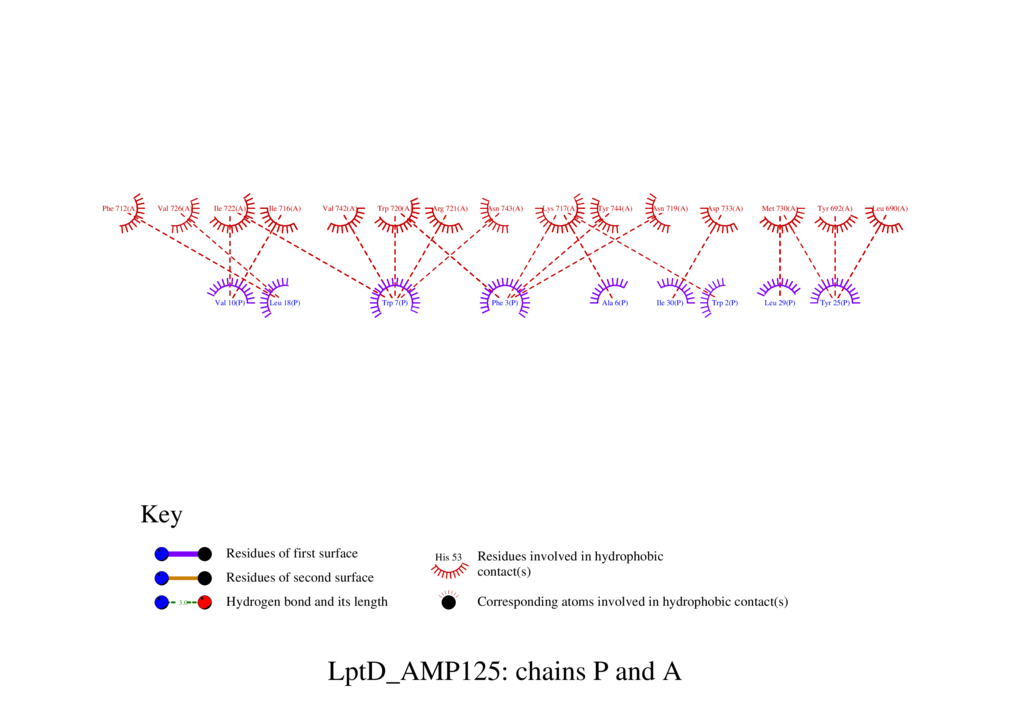 Phe 712(A) Val 726(A) Ile 722(A) Ile 716(A) Val 742(A) Trp 720(A) Arg 721(A) Asn 743(A) Lys 717(A) Tyr 744(A) Asn 719(A) Asp 733(A) Met 730(A) Tyr 692(A) Leu 690(A)
Val 10(P) Leu 18(P) Trp 7(P) Phe 3(P) Ala 6(P) Ile 30(P) Trp 2(P) Leu 29(P) Tyr 25(P)
Key
Residues of first surface
Residues of second surface
3.0
Hydrogen bond and its length
His 53
Residues involved in hydrophobic
contact(s)
Corresponding atoms involved in hydrophobic contact(s)
LptD_AMP125: chains P and A